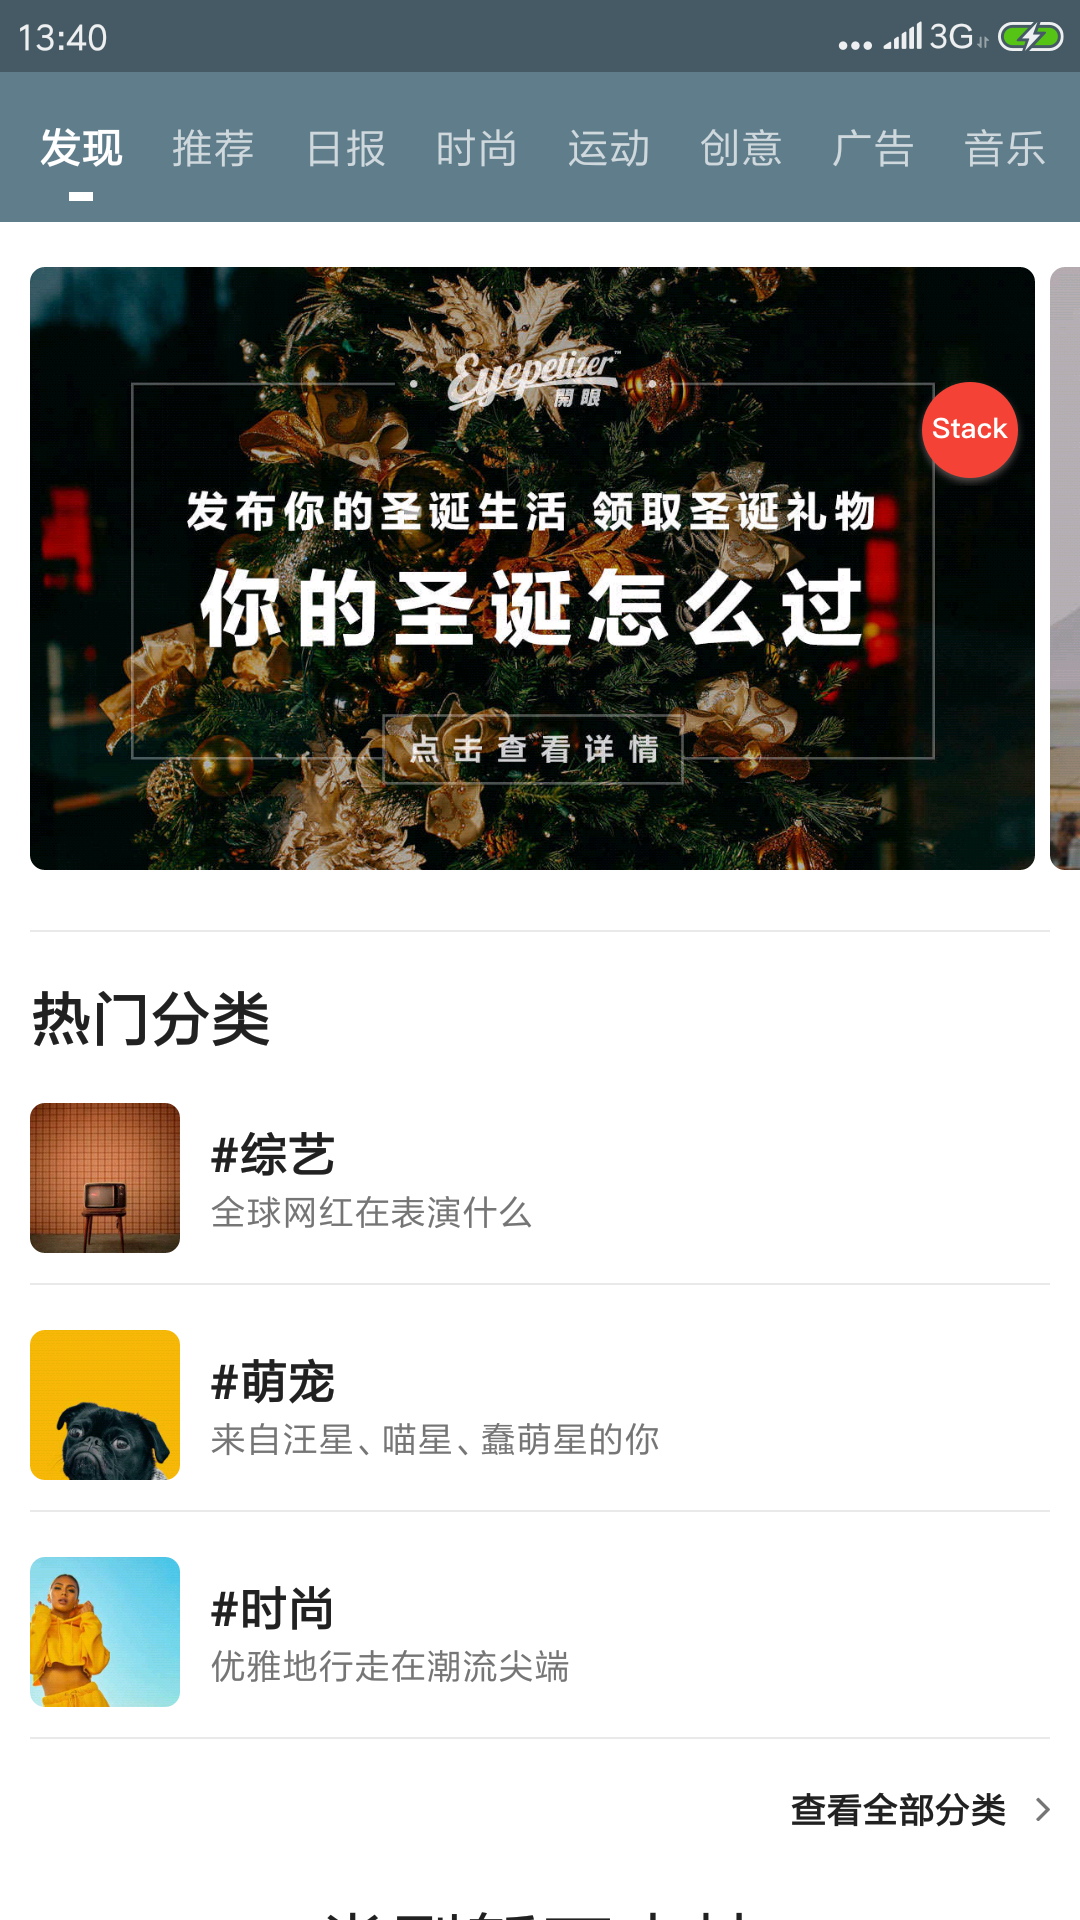 13:40
3G
发现 推荐 日报 时尚 运动 创意 广告 音乐
Eyepetizer™
開眼
Stack
发布你的圣诞生活 领取圣诞礼物
你的圣诞怎么过
点击查看详情
热门分类
#综艺
全球网红在表演什么
#萌宠
来自汪星、喵星、蠢萌星的你
#时尚
优雅地行走在潮流尖端
查看全部分类